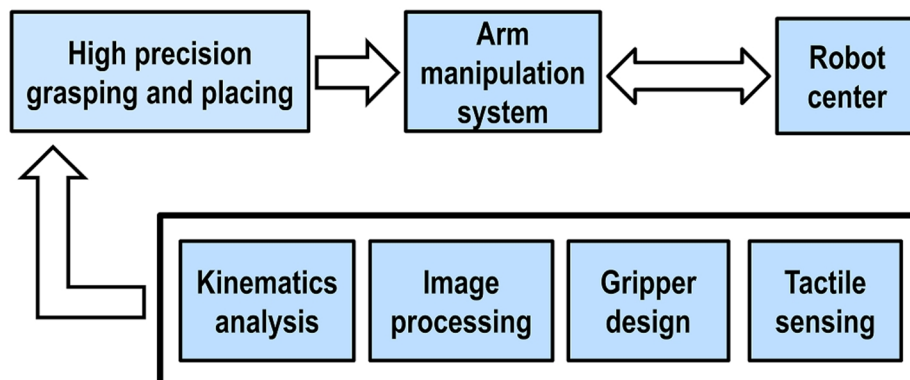 High precision
grasping and placing
Arm
manipulation
system
Robot
center
Kinematics
analysis
Image
processing
Gripper
design
Tactile
sensing